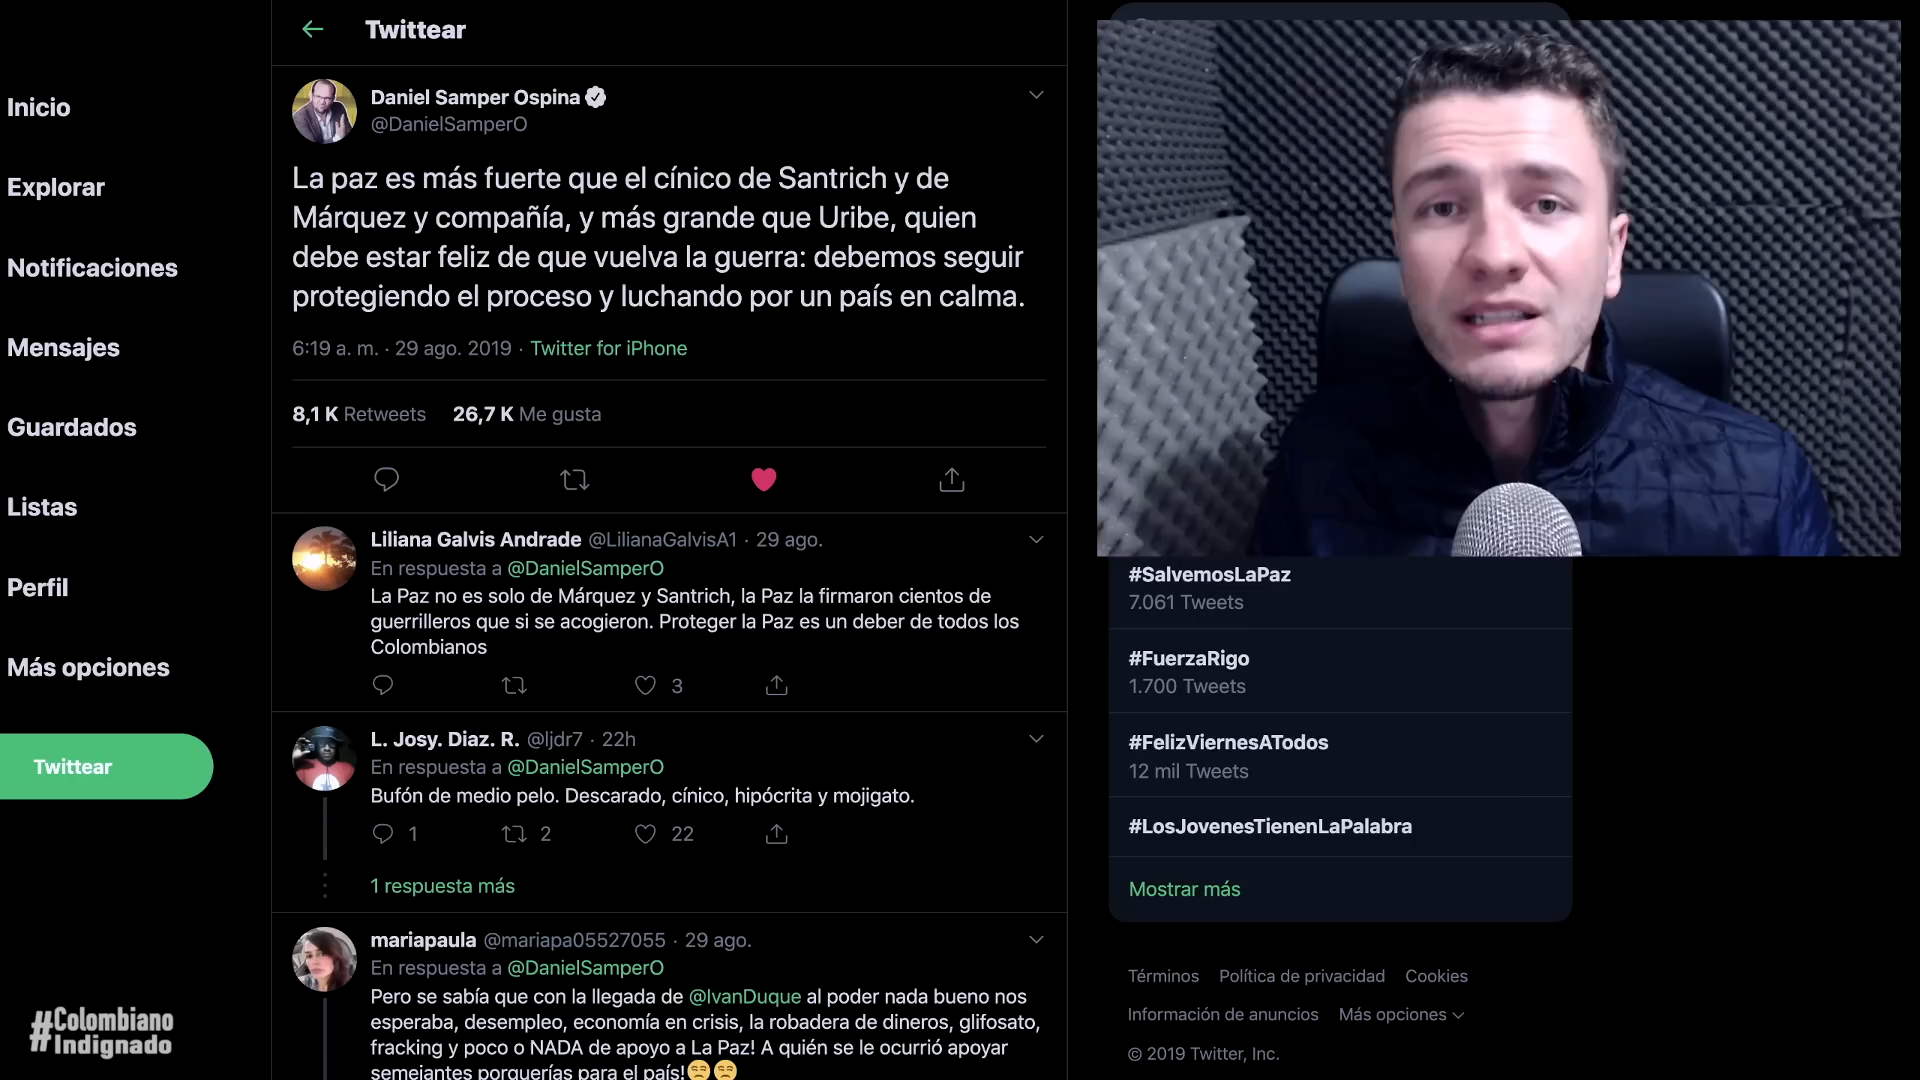 Twittear
Inicio
Explorar
Notificaciones
Mensajes
Guardados
Listas
Perfil
Más opciones
Twittear
#Colombiano
Indignado
Daniel Samper Ospina
@DanielSamperO
La paz es más fuerte que el cínico de Santrich y de
Márquez y compañía, y más grande que Uribe, quien
debe estar feliz de que vuelva la guerra: debemos seguir
protegiendo el proceso y luchando por un país en calma.
6:19 a. m. · 29 ago. 2019 · Twitter for iPhone
8,1 K Retweets 26,7 K Me gusta
Liliana Galvis Andrade @LilianaGalvisA1 · 29 ago.
En respuesta a @DanielSamperO
La Paz no es solo de Márquez y Santrich, la Paz la firmaron cientos de
guerrilleros que si se acogieron. Proteger la Paz es un deber de todos los
Colombianos
3
L. Josy. Diaz. R. @ljdr7 · 22h
En respuesta a @DanielSamperO
Bufón de medio pelo. Descarado, cínico, hipócrita y mojigato.
1 2 22
1 respuesta más
mariapaula @mariapa05527055 · 29 ago.
En respuesta a @DanielSamperO
Pero se sabía que con la llegada de @IvanDuque al poder nada bueno nos
esperaba, desempleo, economía en crisis, la robadera de dineros, glifosato,
fracking y poco o NADA de apoyo a La Paz! A quién se le ocurrió apoyar
semejantes porquerías para el país!😒😒
#SalvemosLaPaz
7.061 Tweets
#FuerzaRigo
1.700 Tweets
#FelizViernesATodos
12 mil Tweets
#LosJovenesTienenLaPalabra
Mostrar más
Términos Política de privacidad Cookies
Información de anuncios Más opciones
© 2019 Twitter, Inc.